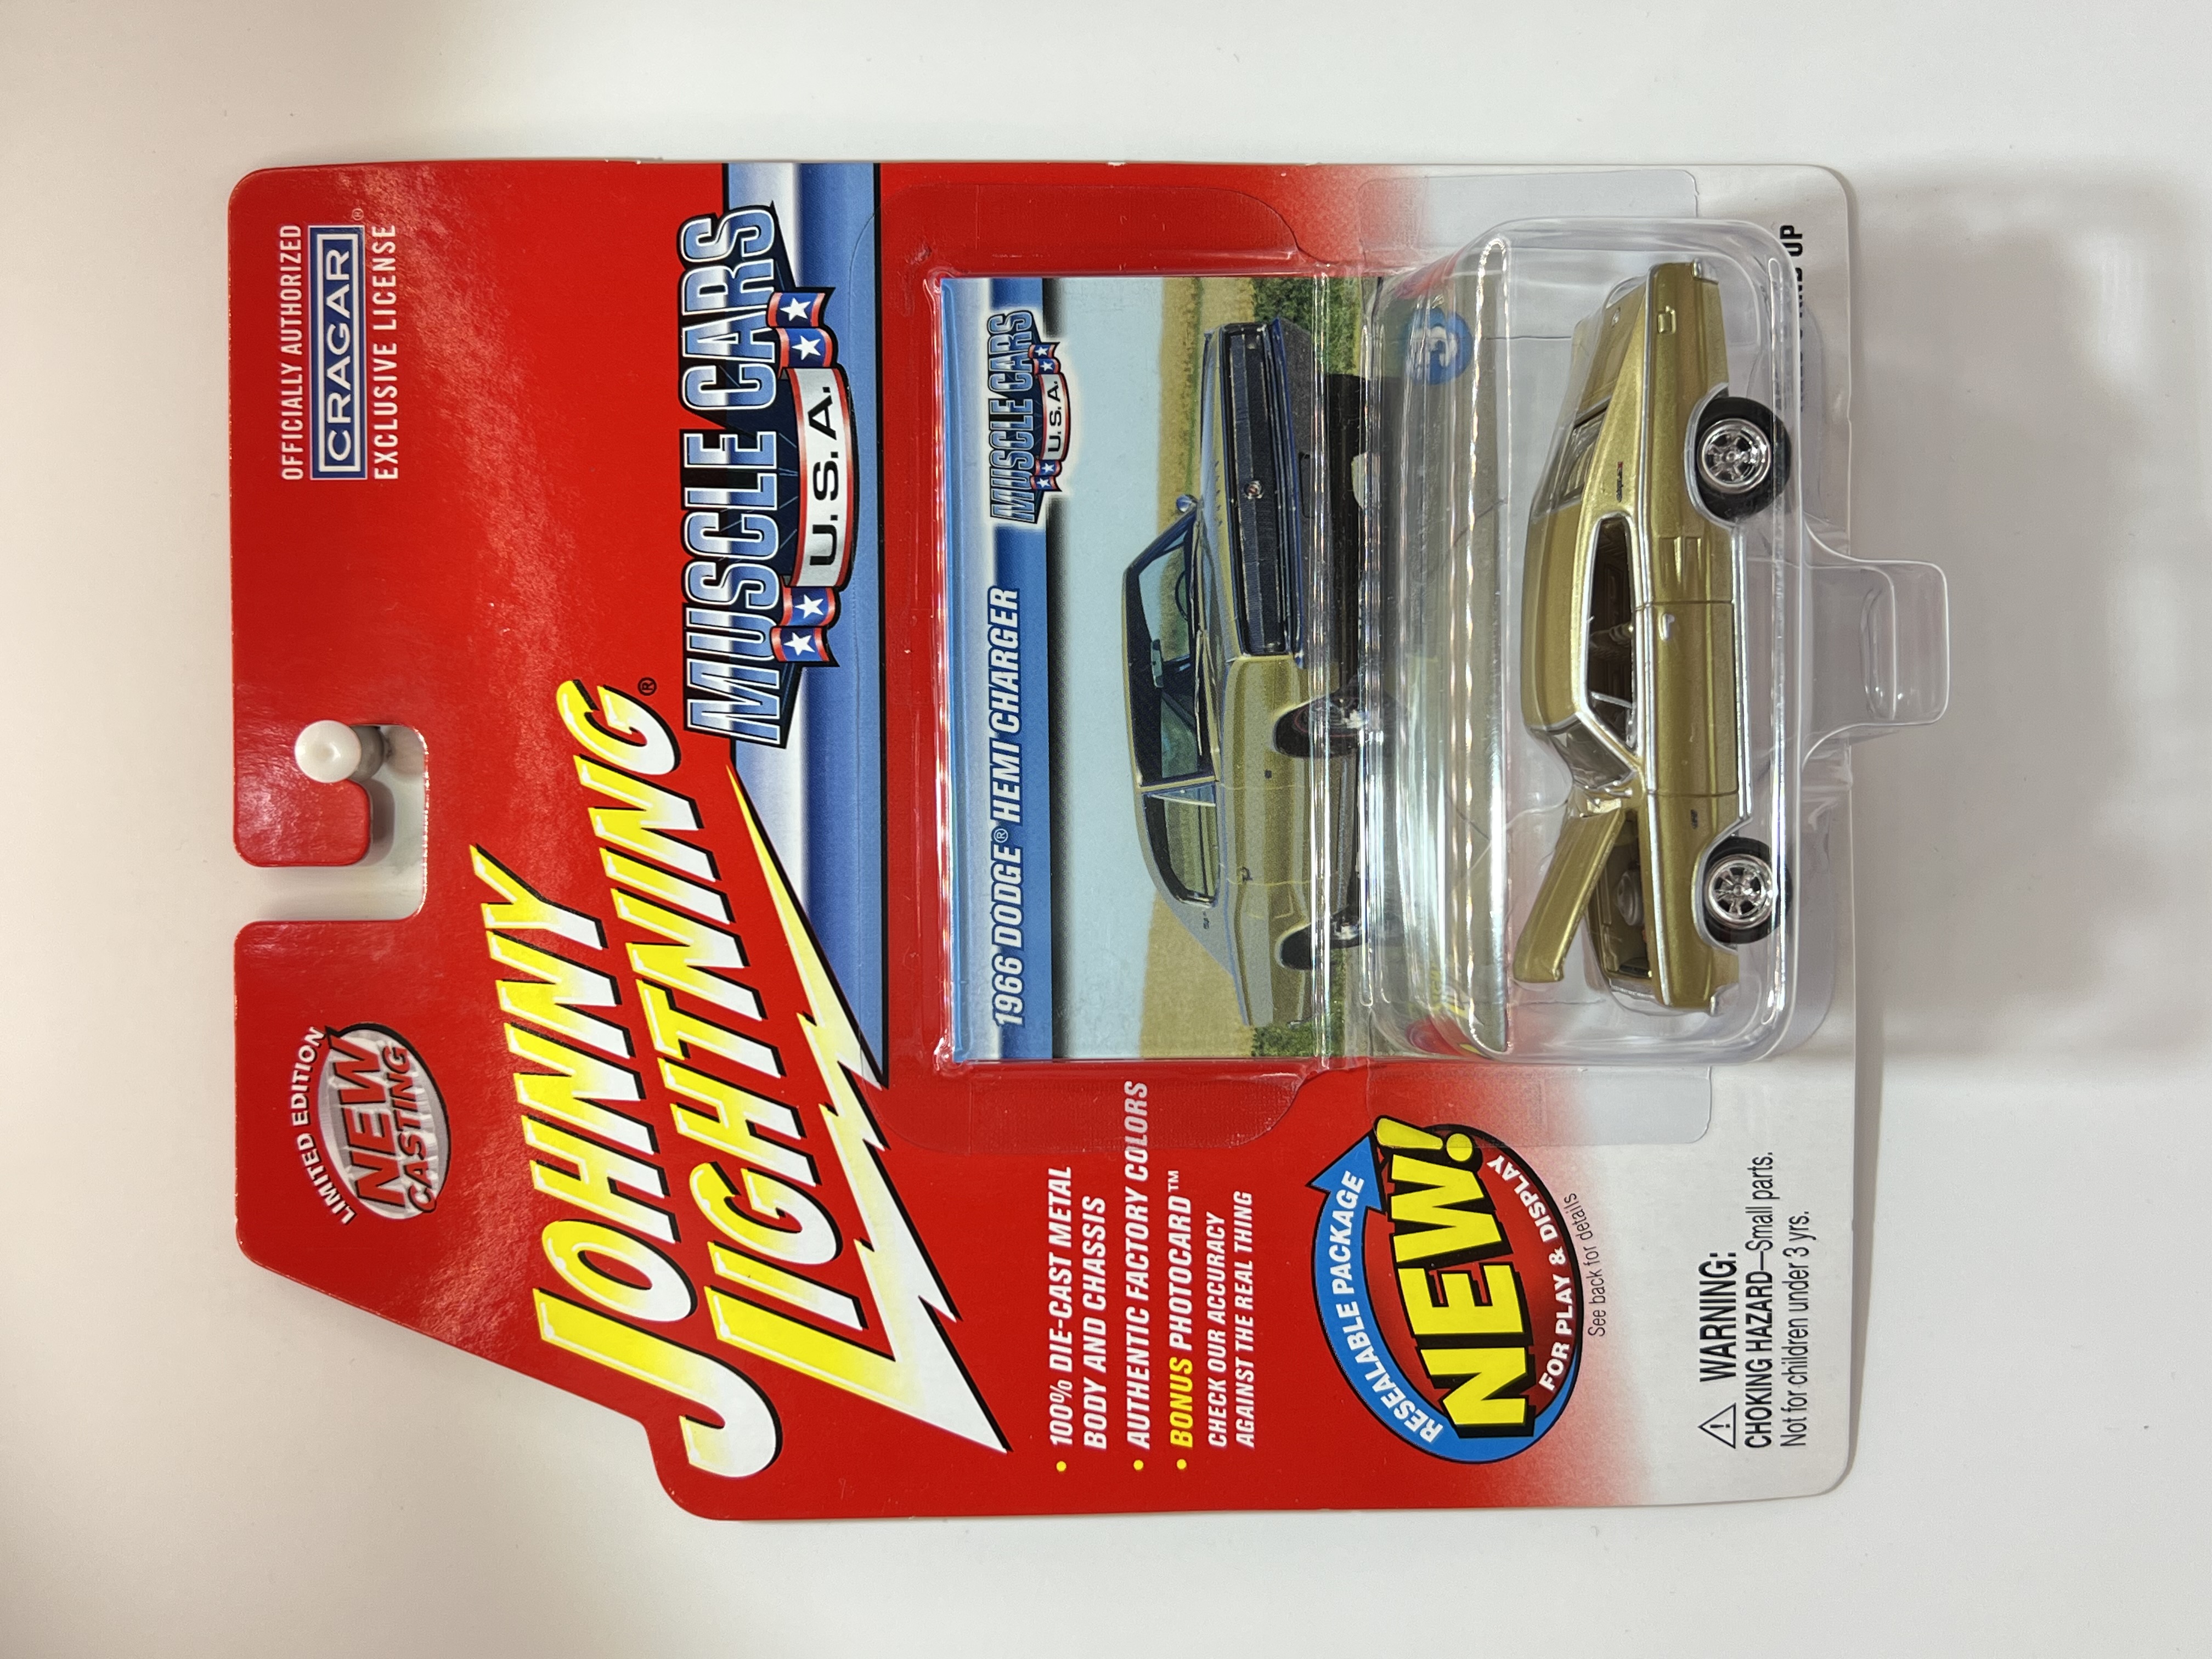 LIMITED EDITION
NEW
CASTING
OFFICIALLY AUTHORIZED
CRAGAR®
EXCLUSIVE LICENSE
JOHNNY
LIGHTNING®
MUSCLE CARS
U.S.A.
• 100% DIE-CAST METAL
BODY AND CHASSIS
• AUTHENTIC FACTORY COLORS
• BONUS PHOTOCARD™
CHECK OUR ACCURACY
AGAINST THE REAL THING
1966 DODGE® HEMI CHARGER
MUSCLE CARS
U.S.A.
RESEALABLE PACKAGE
NEW!
FOR PLAY & DISPLAY
See back for details
⚠ WARNING:
CHOKING HAZARD—Small parts.
Not for children under 3 yrs.
UP